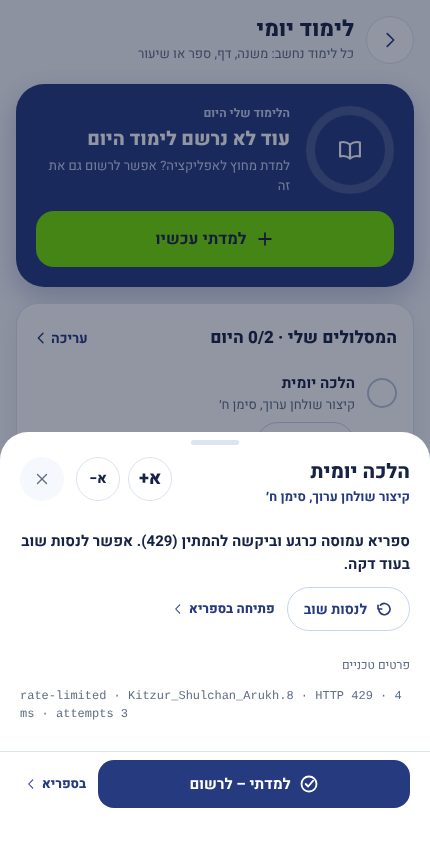 לימוד יומי
כל לימוד נחשב: משנה, דף, ספר או שיעור
הלימוד שלי היום
עוד לא נרשם לימוד היום
למדת מחוץ לאפליקציה? אפשר לרשום גם את
זה
למדתי עכשיו
המסלולים שלי · 0/2 היום
עריכה
הלכה יומית
קיצור שולחן ערוך, סימן ח׳
הלכה יומית
קיצור שולחן ערוך, סימן ח׳
א+
א−
ספריא עמוסה כרגע וביקשה להמתין (429). אפשר לנסות שוב
בעוד דקה.
לנסות שוב
פתיחה בספריא
פרטים טכניים
rate-limited · Kitzur_Shulchan_Arukh.8 · HTTP 429 · 4
ms · attempts 3
למדתי – לרשום
בספריא